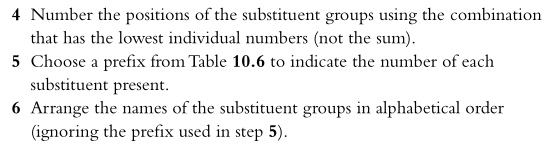 4 Number the positions of the substituent groups using the combination
that has the lowest individual numbers (not the sum).
5 Choose a prefix from Table 10.6 to indicate the number of each
substituent present.
6 Arrange the names of the substituent groups in alphabetical order
(ignoring the prefix used in step 5).